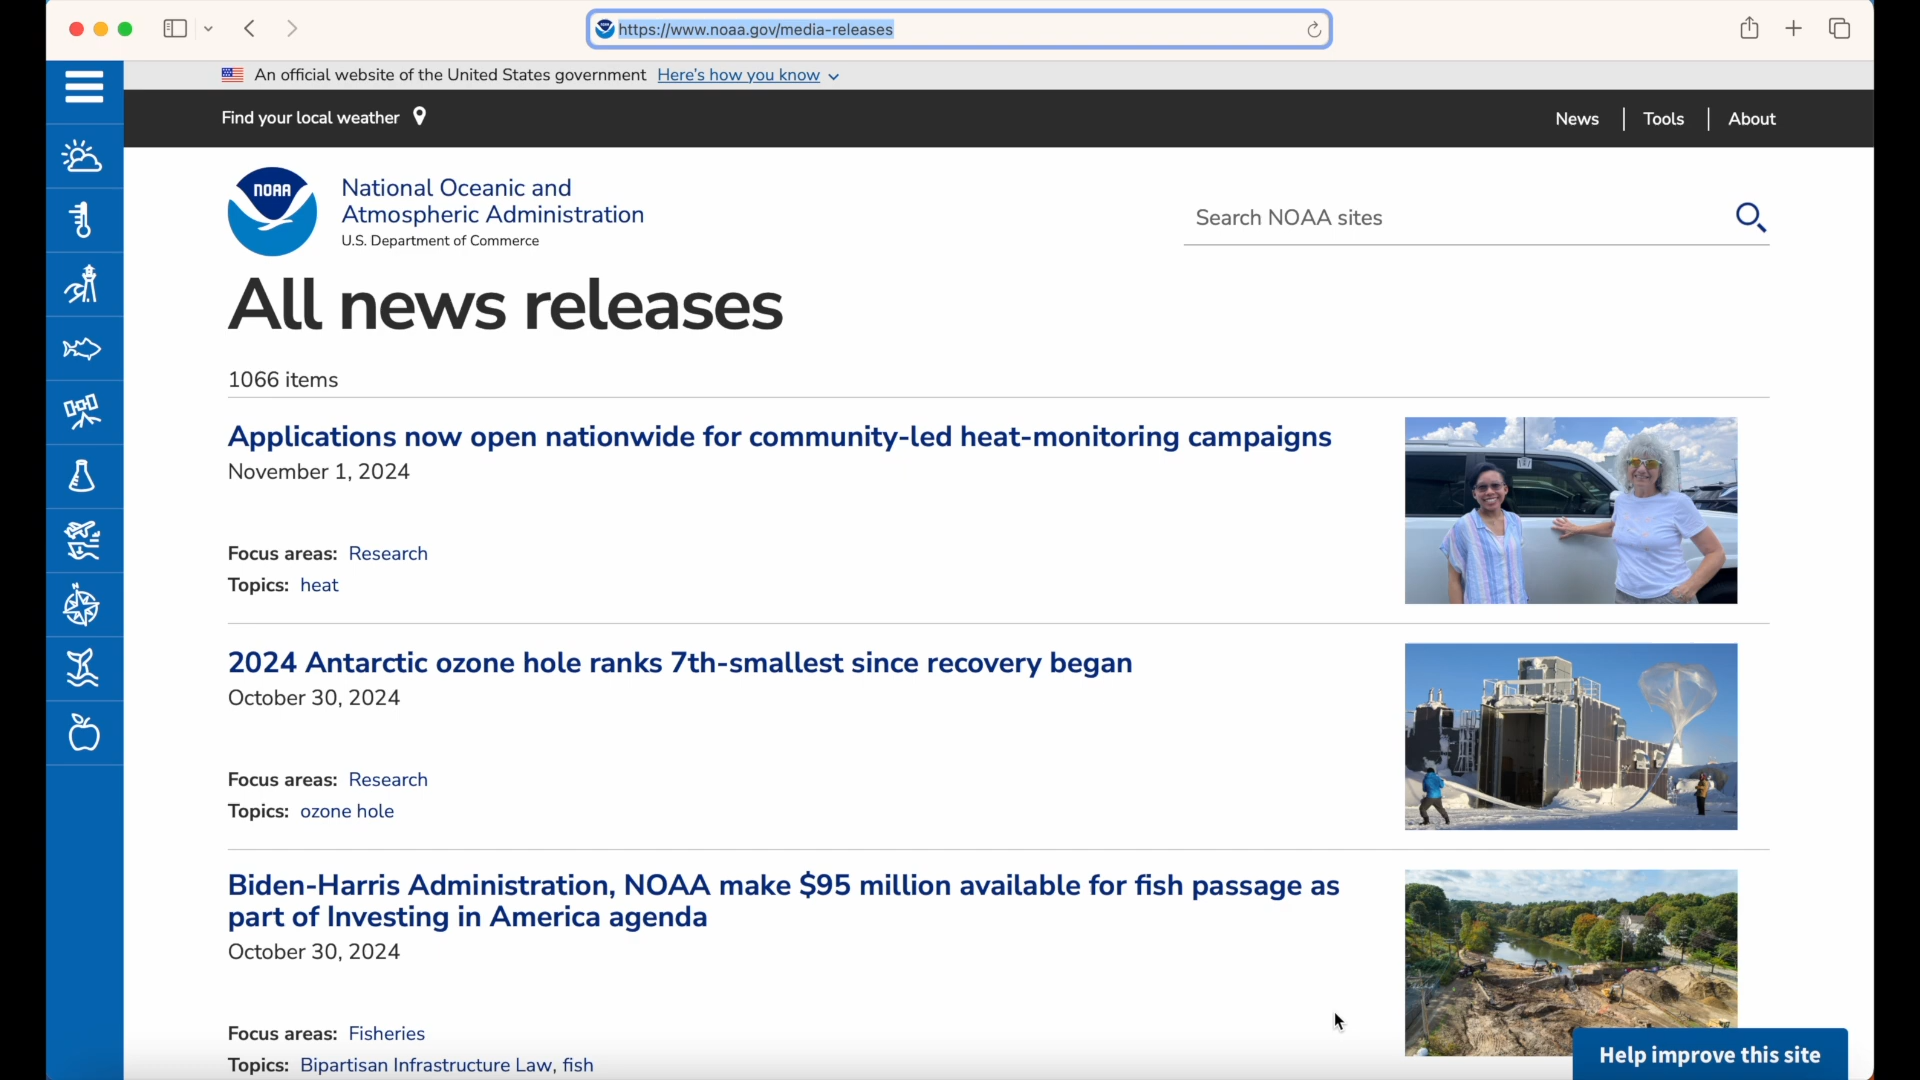 https://www.noaa.gov/media-releases
An official website of the United States government Here's how you know
Find your local weather
News
Tools
About
NOAA
National Oceanic and
Atmospheric Administration
U.S. Department of Commerce
Search NOAA sites
All news releases
1066 items
Applications now open nationwide for community-led heat-monitoring campaigns
November 1, 2024
Focus areas: Research
Topics: heat
2024 Antarctic ozone hole ranks 7th-smallest since recovery began
October 30, 2024
Focus areas: Research
Topics: ozone hole
Biden-Harris Administration, NOAA make $95 million available for fish passage as
part of Investing in America agenda
October 30, 2024
Focus areas: Fisheries
Topics: Bipartisan Infrastructure Law, fish
Help improve this site